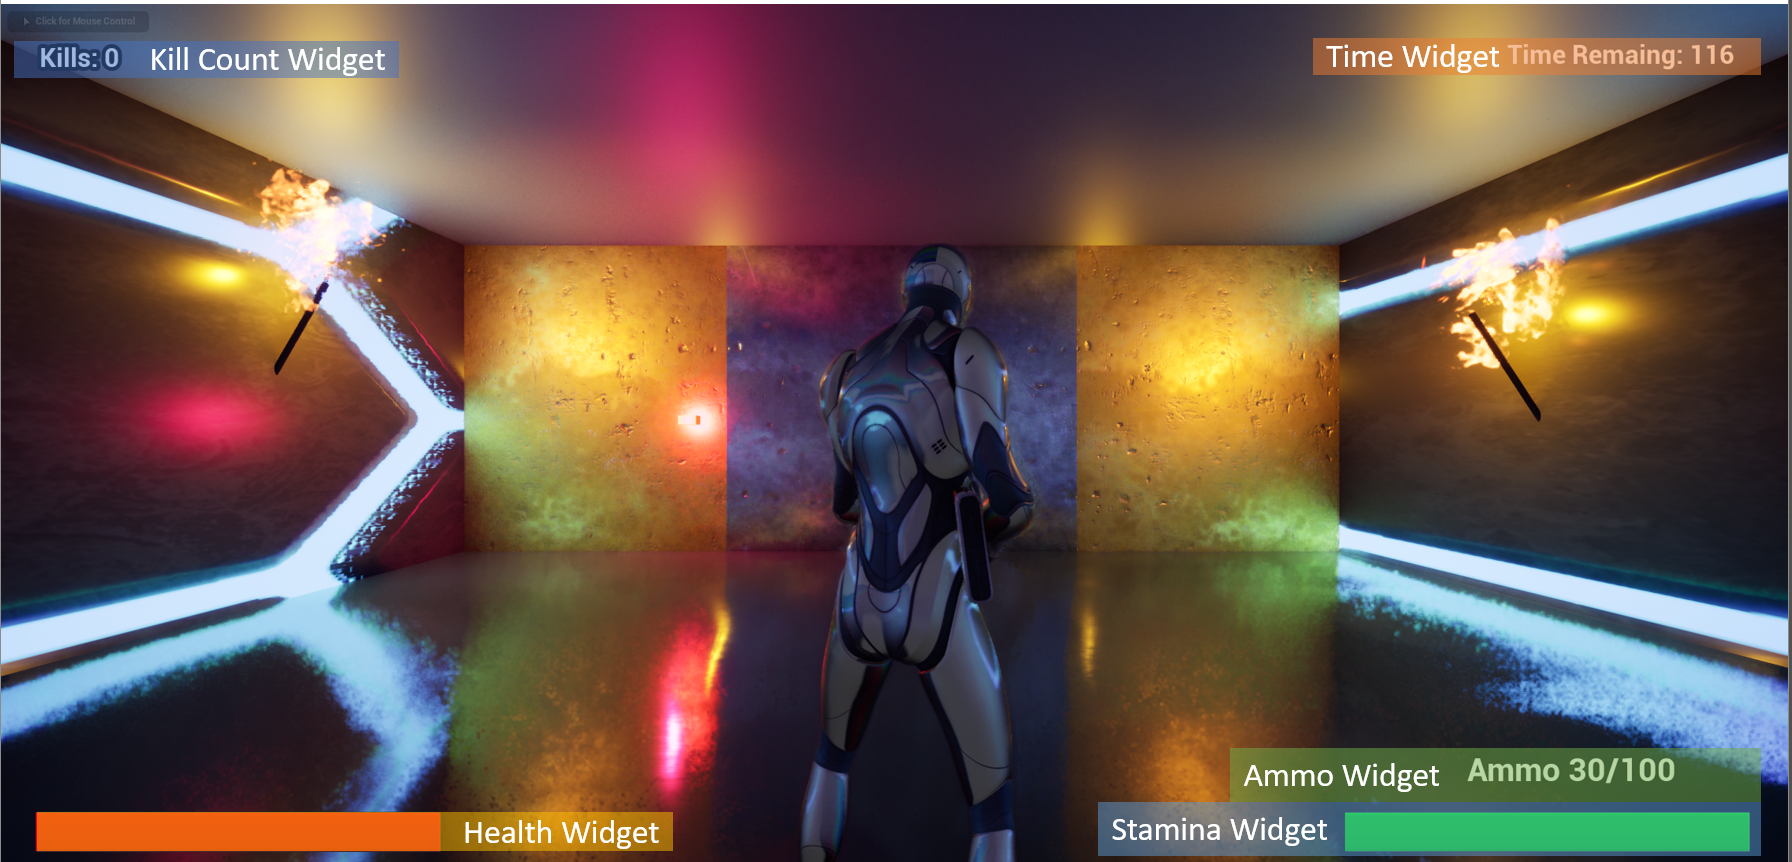 Click for Mouse Control
Kills: 0 Kill Count Widget
Time Widget Time Remaing: 116
Ammo Widget Ammo 30/100
Health Widget
Stamina Widget